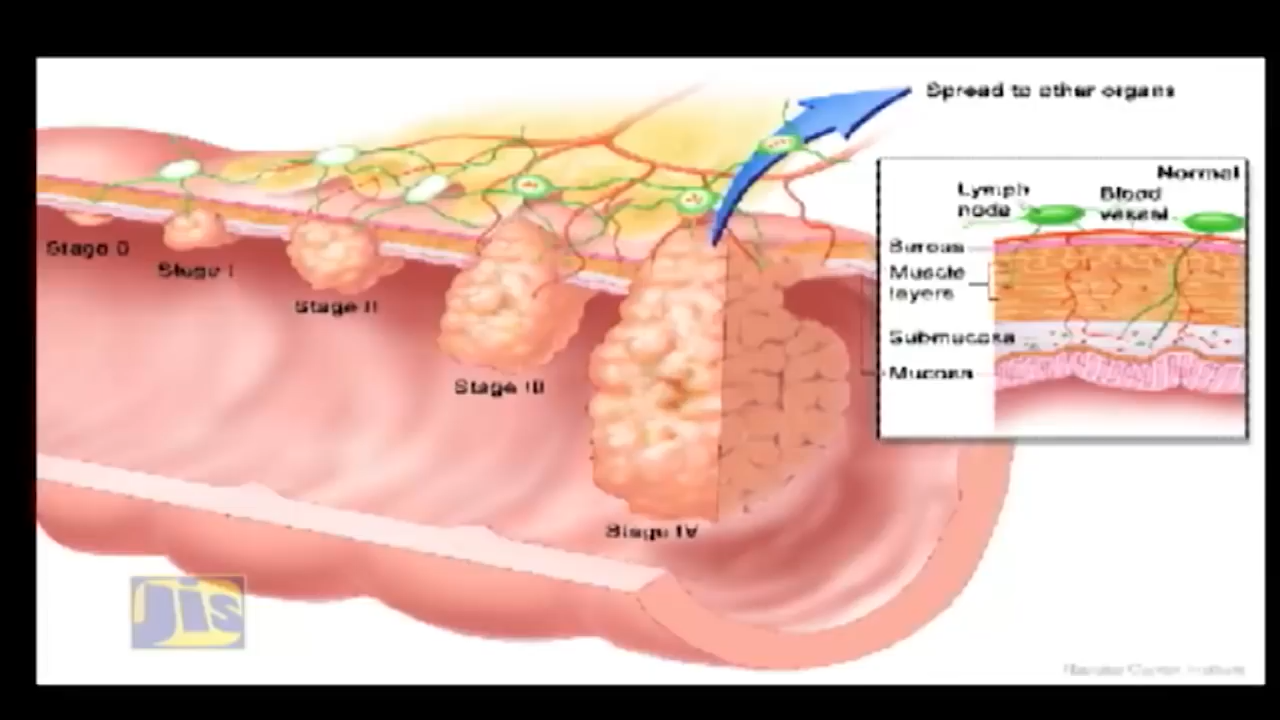 Spread to other organs
Normal
Lymph
node
Blood
vessel
Serosa
Muscle
layers
Submucosa
Mucosa
Stage 0
Stage I
Stage II
Stage III
Stage IV
Jis